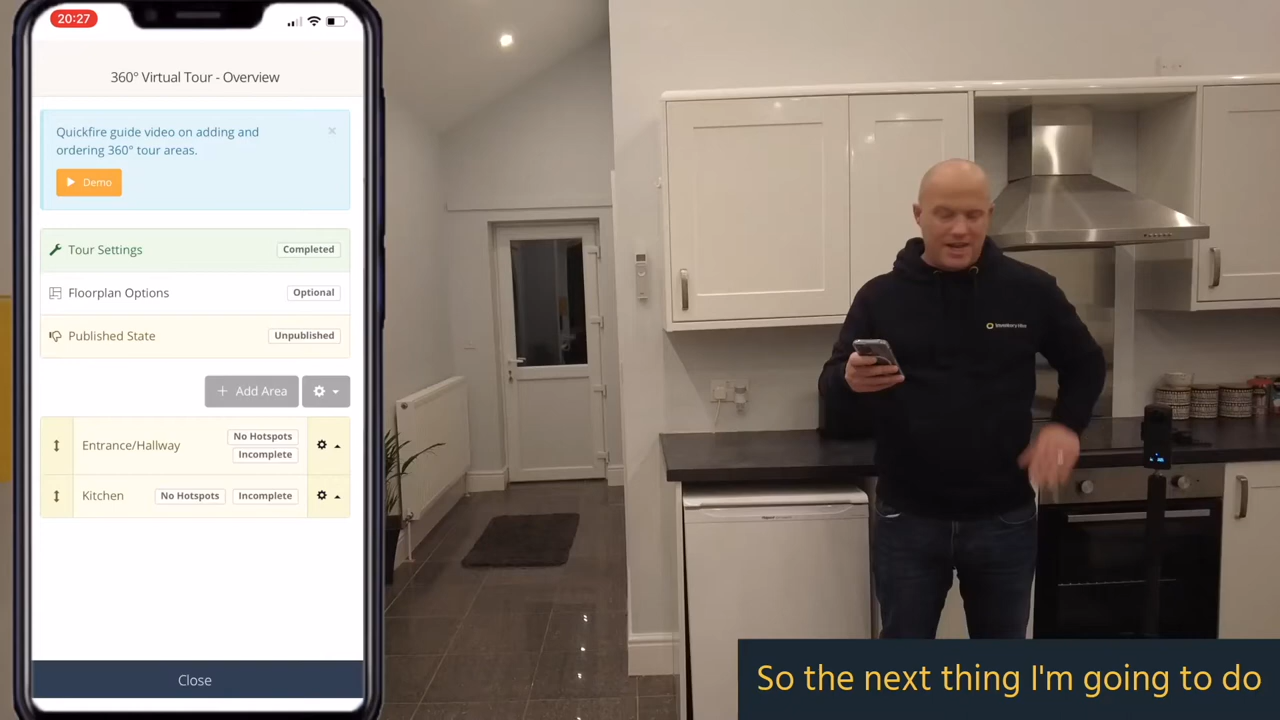 20:27
360° Virtual Tour - Overview
Quickfire guide video on adding and
ordering 360° tour areas.
Demo
Tour Settings Completed
Floorplan Options Optional
Published State Unpublished
+ Add Area
Entrance/Hallway No Hotspots
Incomplete
Kitchen No Hotspots Incomplete
Close
So the next thing I'm going to do